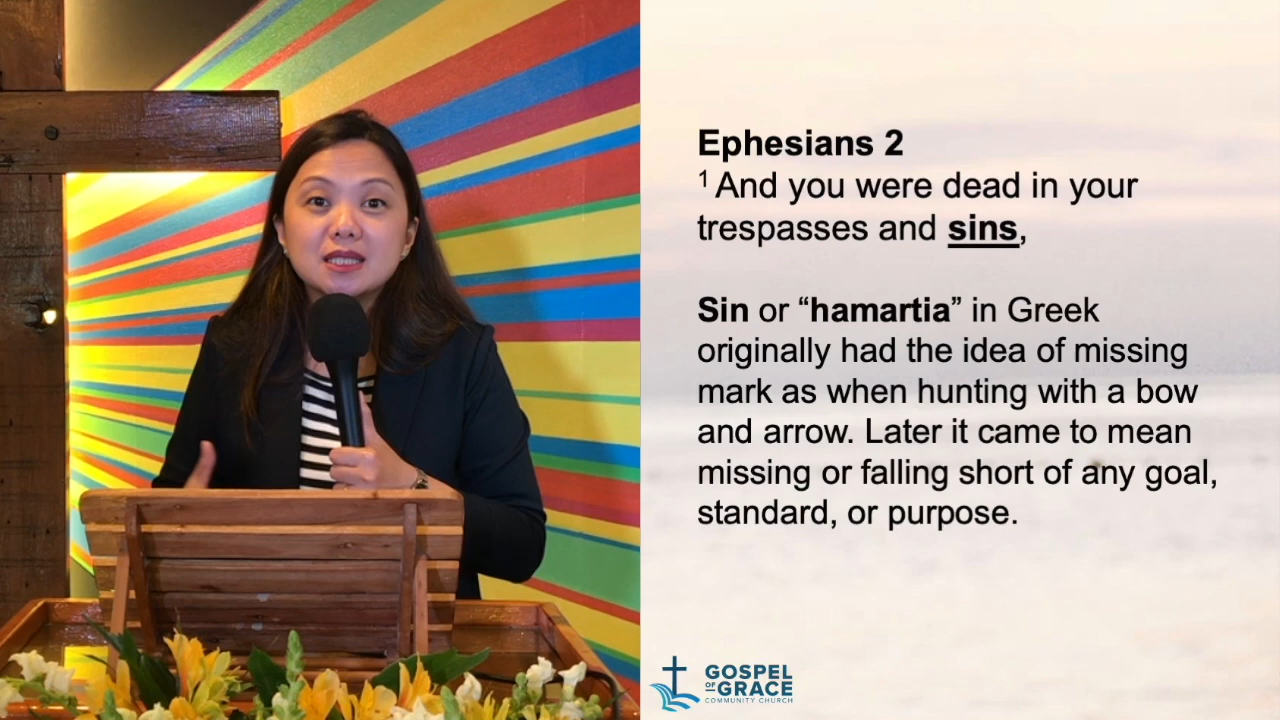 Ephesians 2
1 And you were dead in your
trespasses and sins,
Sin or “hamartia” in Greek
originally had the idea of missing
mark as when hunting with a bow
and arrow. Later it came to mean
missing or falling short of any goal,
standard, or purpose.
GOSPEL
OF GRACE
COMMUNITY CHURCH